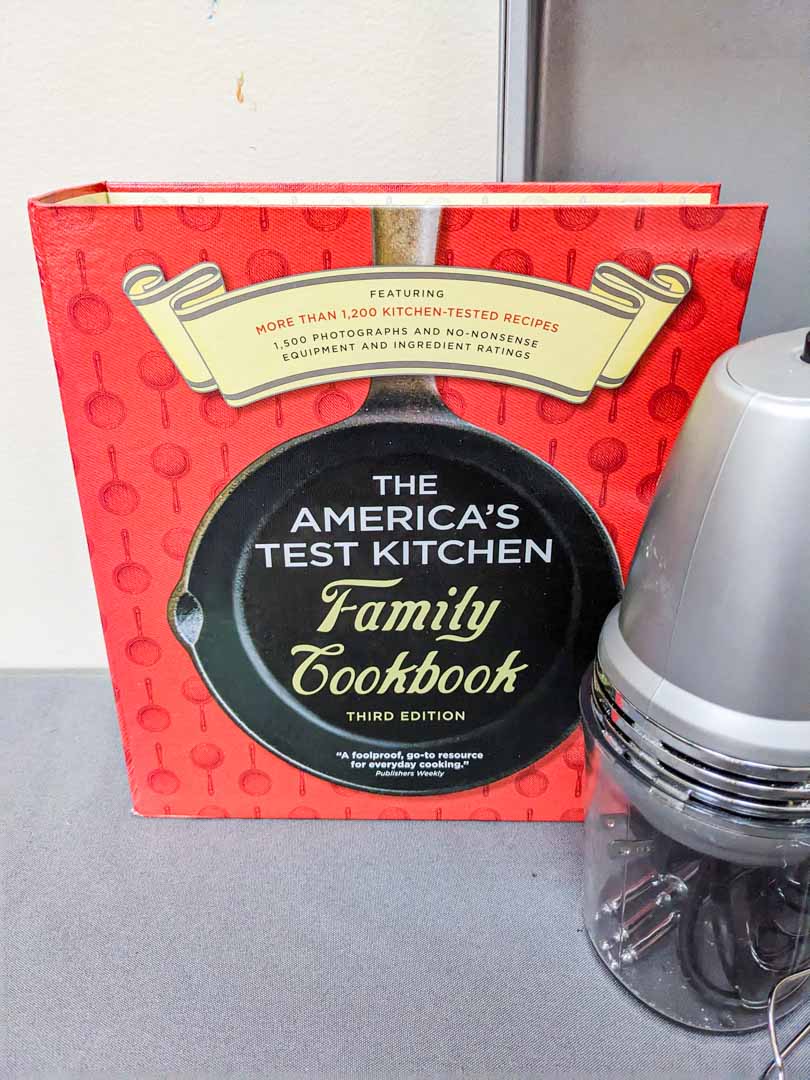 FEATURING
MORE THAN 1,200 KITCHEN-TESTED RECIPES
1,500 PHOTOGRAPHS AND NO-NONSENSE
EQUIPMENT AND INGREDIENT RATINGS
THE
AMERICA'S
TEST KITCHEN
Family
Cookbook
THIRD EDITION
“A foolproof, go-to resource
for everyday cooking.”
Publishers Weekly